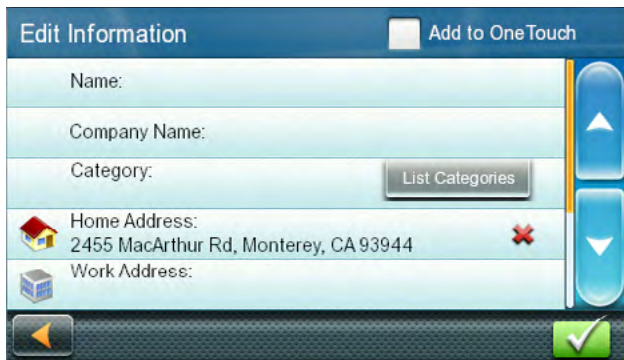 Edit Information
Add to OneTouch
Name:
Company Name:
Category:
List Categories
Home Address:
2455 MacArthur Rd, Monterey, CA 93944
Work Address: